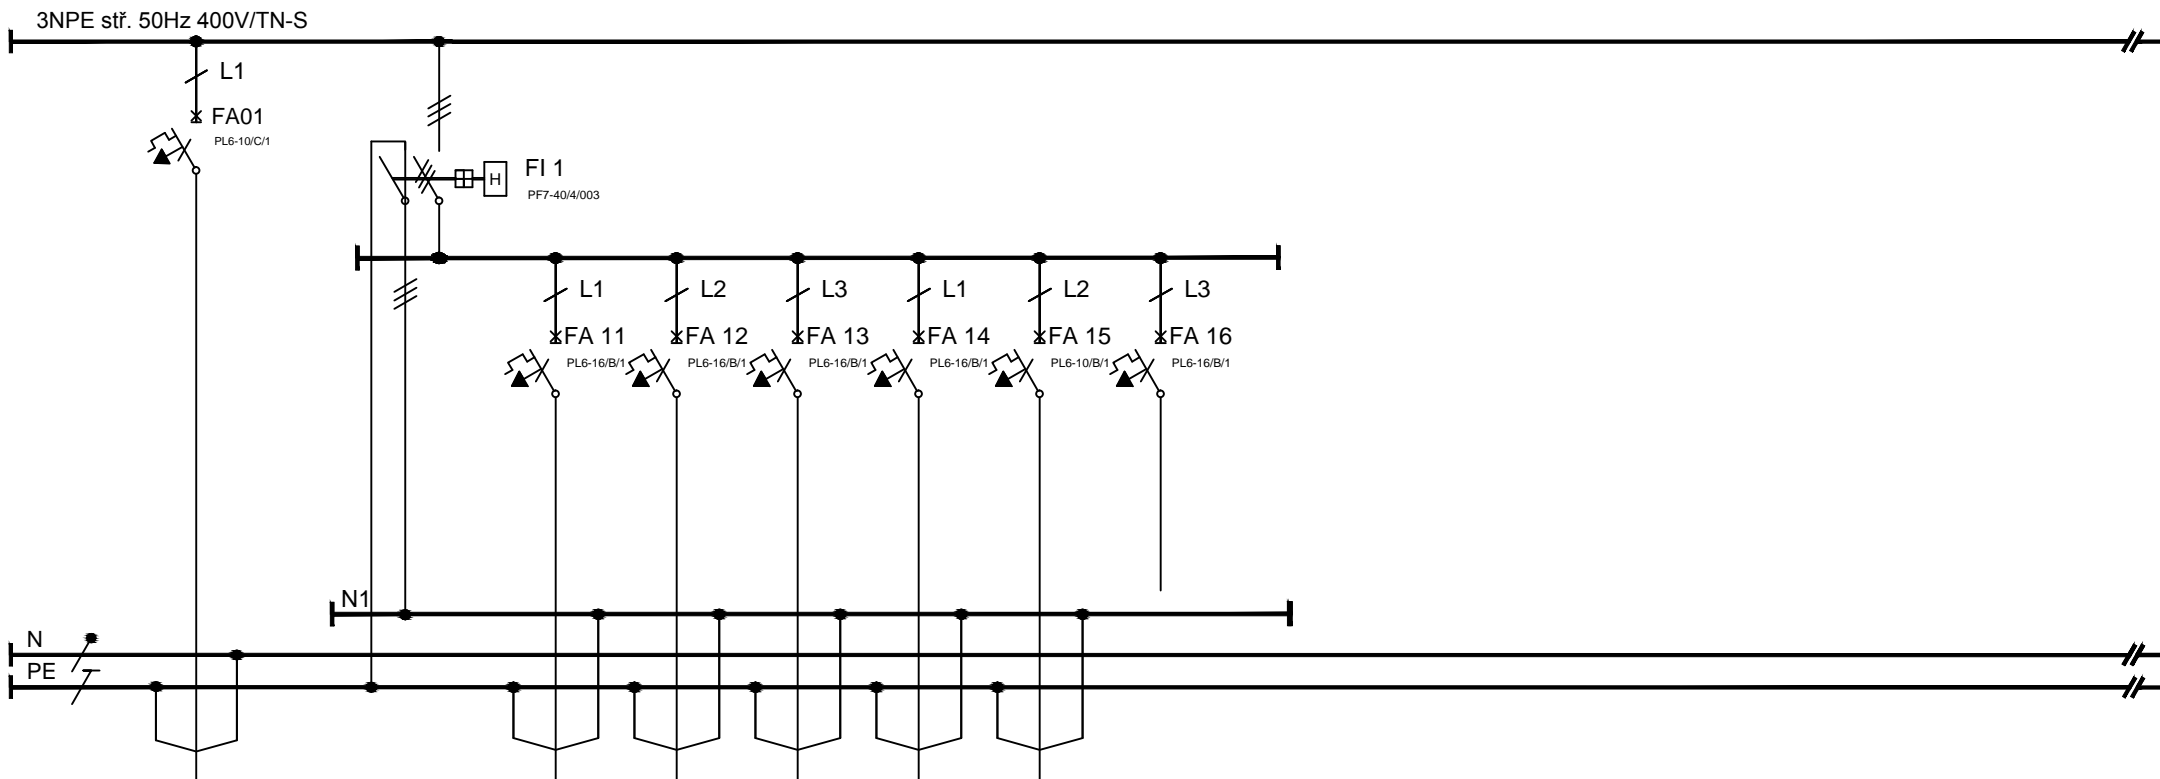 3NPE stř. 50Hz 400V/TN-S
L1
FA01
PL6-10/C/1
FI 1
H
PF7-40/4/003
L1 L2 L3 L1 L2 L3
FA 11 FA 12 FA 13 FA 14 FA 15 FA 16
PL6-16/B/1 PL6-16/B/1 PL6-16/B/1 PL6-16/B/1 PL6-10/B/1 PL6-16/B/1
N1
N
PE